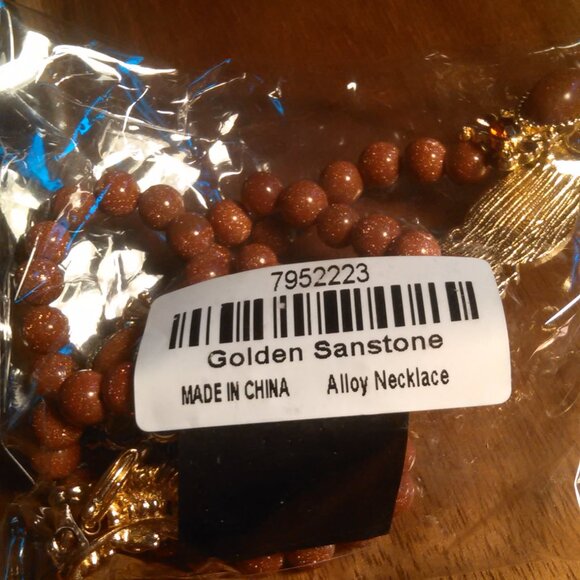 7952223
Golden Sanstone
MADE IN CHINA Alloy Necklace